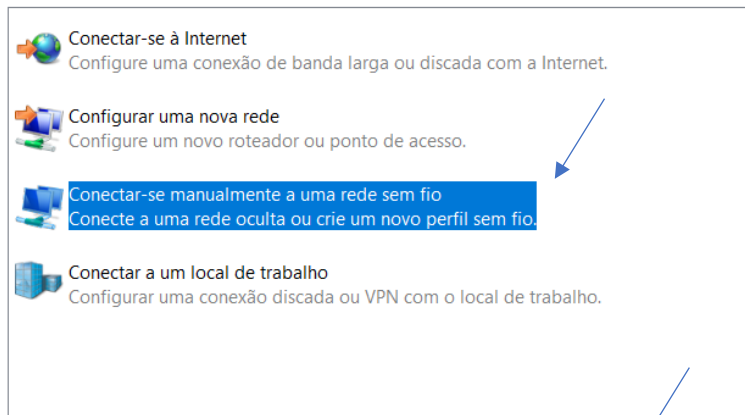 Conectar-se à Internet
Configure uma conexão de banda larga ou discada com a Internet.
Configurar uma nova rede
Configure um novo roteador ou ponto de acesso.
Conectar-se manualmente a uma rede sem fio
Conecte a uma rede oculta ou crie um novo perfil sem fio.
Conectar a um local de trabalho
Configurar uma conexão discada ou VPN com o local de trabalho.